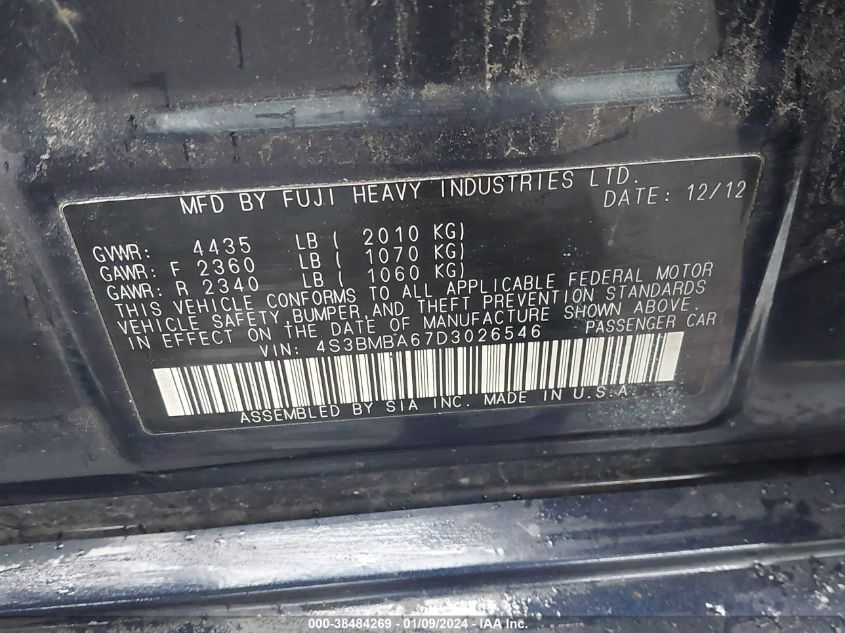 MFD BY FUJI HEAVY INDUSTRIES LTD.
DATE: 12/12
GVWR: 4435 LB ( 2010 KG)
GAWR: F 2360 LB ( 1070 KG)
GAWR: R 2340 LB ( 1060 KG)
THIS VEHICLE CONFORMS TO ALL APPLICABLE FEDERAL MOTOR
VEHICLE SAFETY, BUMPER, AND THEFT PREVENTION STANDARDS
IN EFFECT ON THE DATE OF MANUFACTURE SHOWN ABOVE.
VIN: 4S3BMBA67D3026546 PASSENGER CAR
ASSEMBLED BY SIA INC. MADE IN U.S.A.
000-38484269 - 01/09/2024 - IAAI Inc.